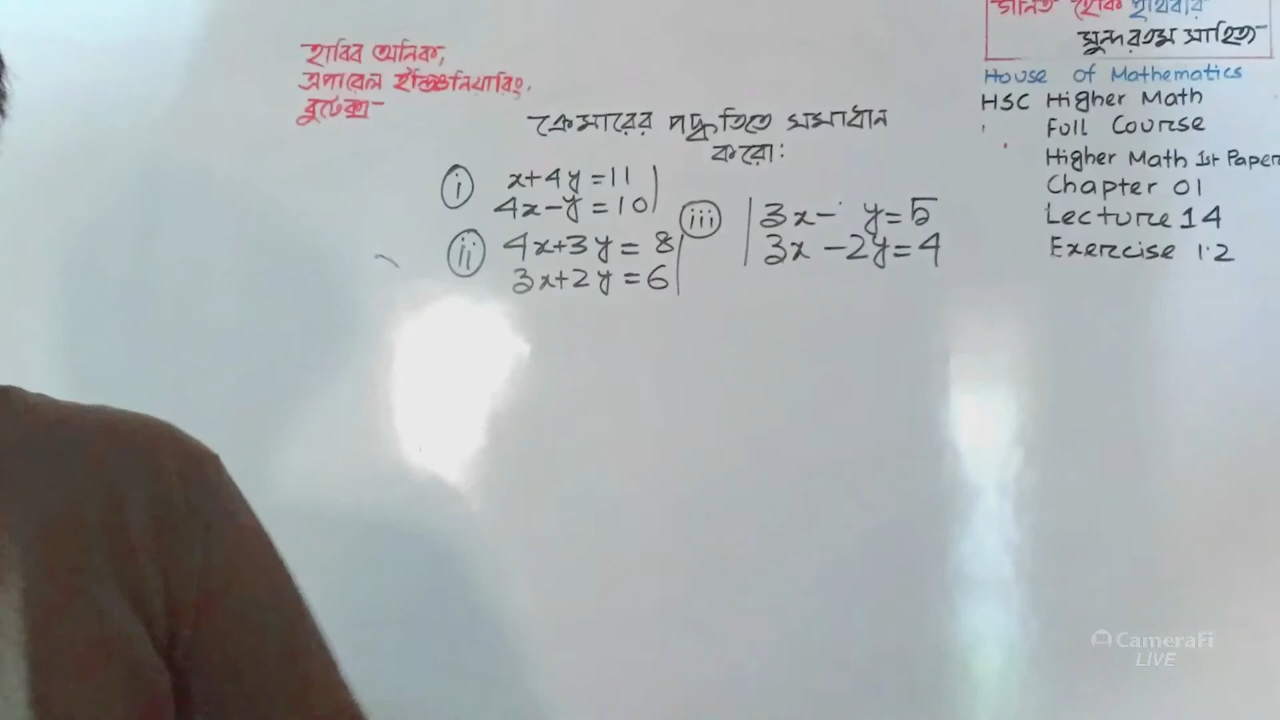 হাবিব অনিক,
এপারেল ইঞ্জিনিয়ারিং,
বুটেক্স
গনিত হোক পৃথিবীর
সুন্দরতম সাহিত্য
House of Mathematics
HSC Higher Math
Full Course
Higher Math 1st Paper
Chapter 01
Lecture 14
Exercise 1.2
ক্রেমারের পদ্ধতিতে সমাধান
করো:
(i) x+4y=11
4x-y=10
(ii) 4x+3y=8
3x+2y=6
(iii) 3x- y=5
3x-2y=4
CameraFi
LIVE